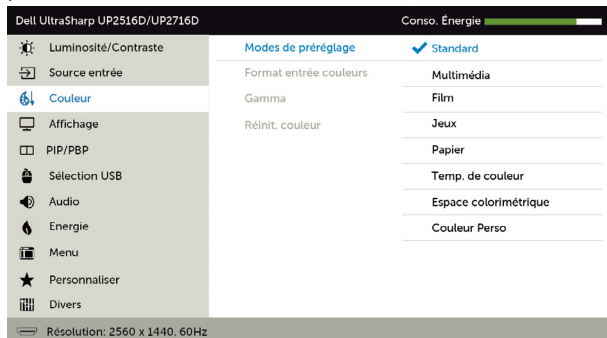 Dell UltraSharp UP2516D/UP2716D Conso, Énergie
Luminosité/Contraste Modes de préréglage Standard
Source entrée Format entrée couleurs Multimédia
Couleur Gamma Film
Affichage Réinit. couleur Jeux
PIP/PBP Papier
Sélection USB Temp. de couleur
Audio Espace colorimétrique
Energie Couleur Perso
Menu
Personnaliser
Divers
Résolution: 2560 x 1440, 60Hz